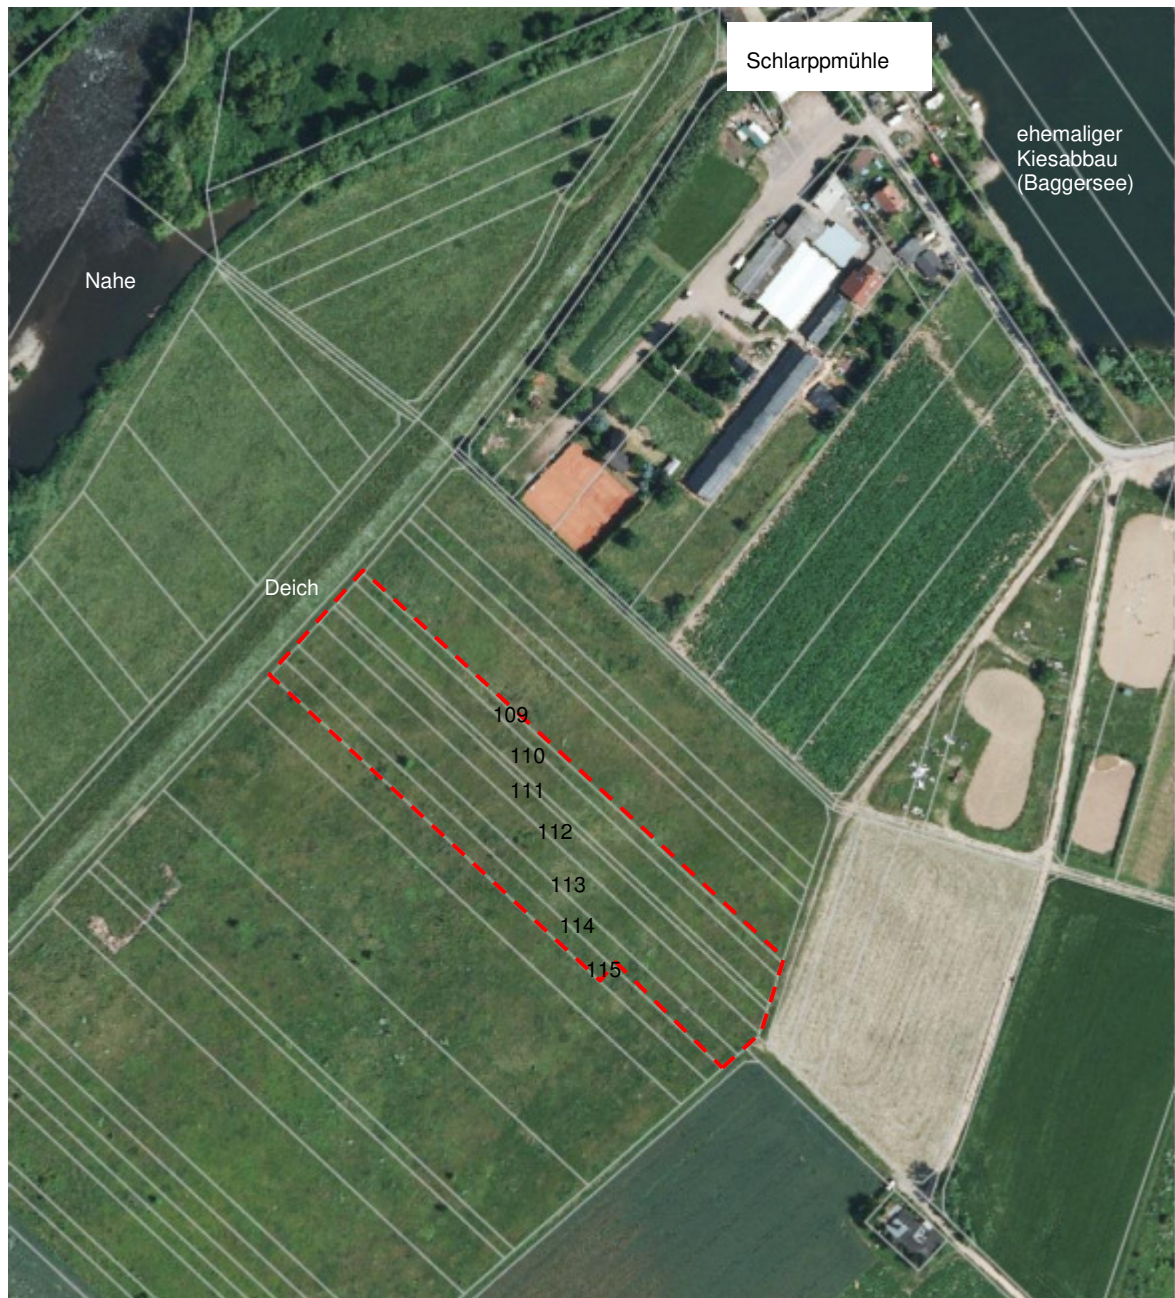 Schlarppmühle
ehemaliger
Kiesabbau
(Baggersee)
Nahe
Deich
109
110
111
112
113
114
115